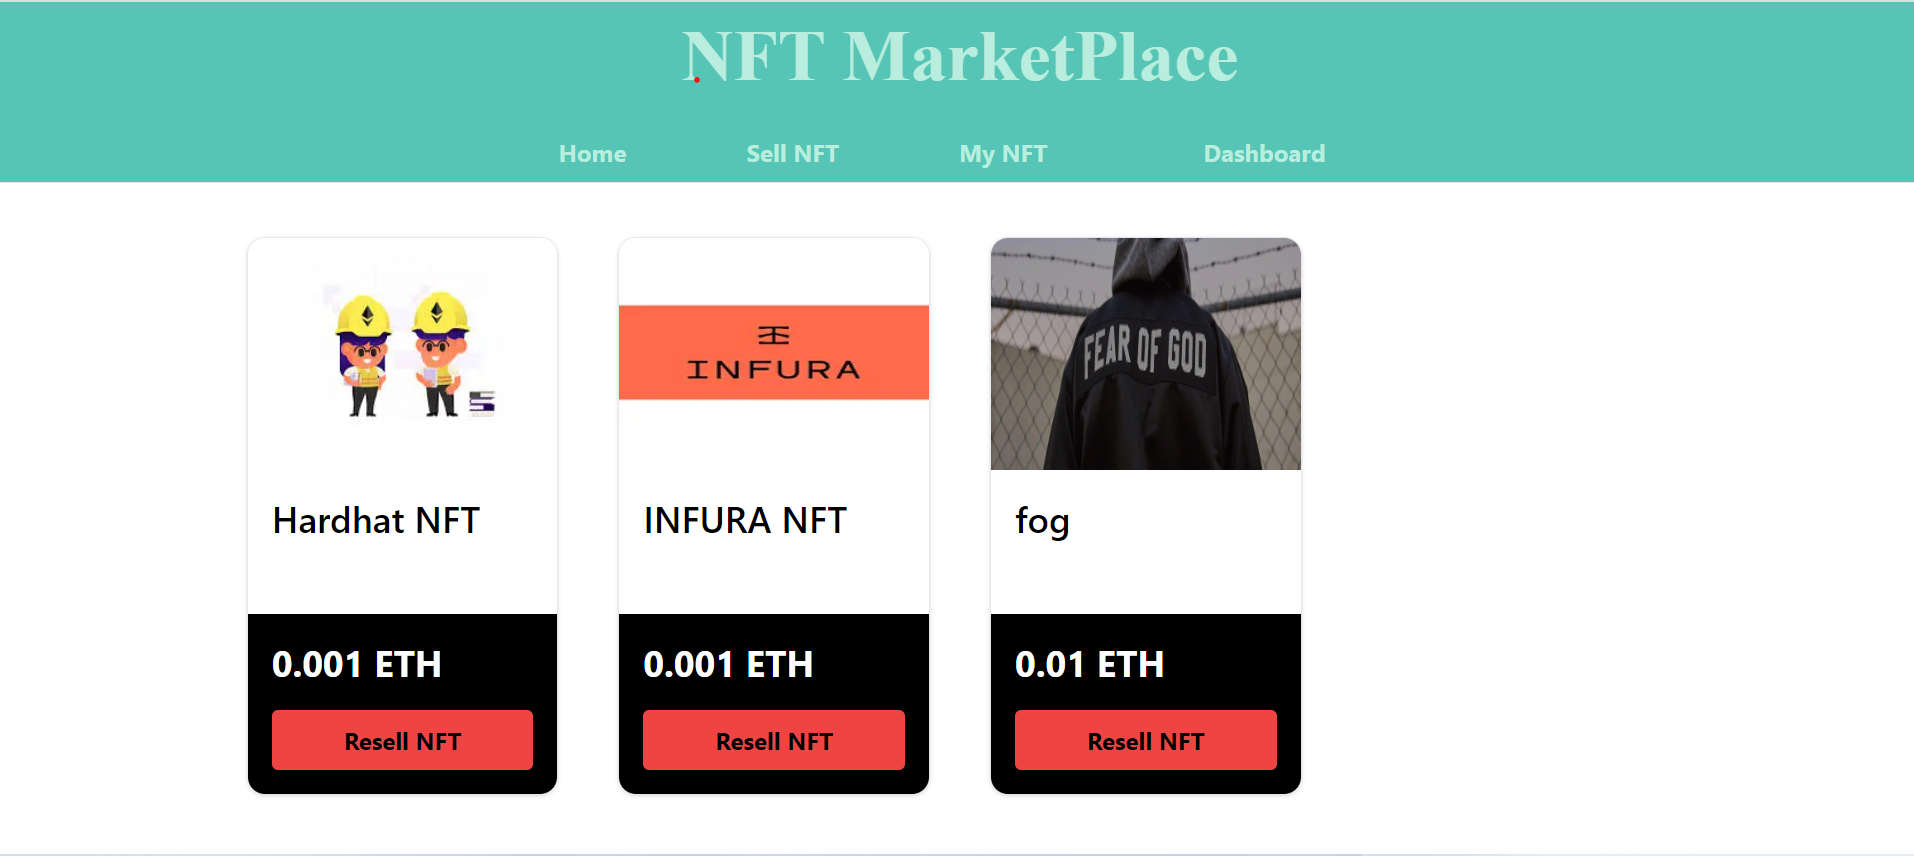 NFT MarketPlace
Home Sell NFT My NFT Dashboard
INFURA
FEAR OF GOD
Hardhat NFT
INFURA NFT
fog
0.001 ETH
0.001 ETH
0.01 ETH
Resell NFT
Resell NFT
Resell NFT